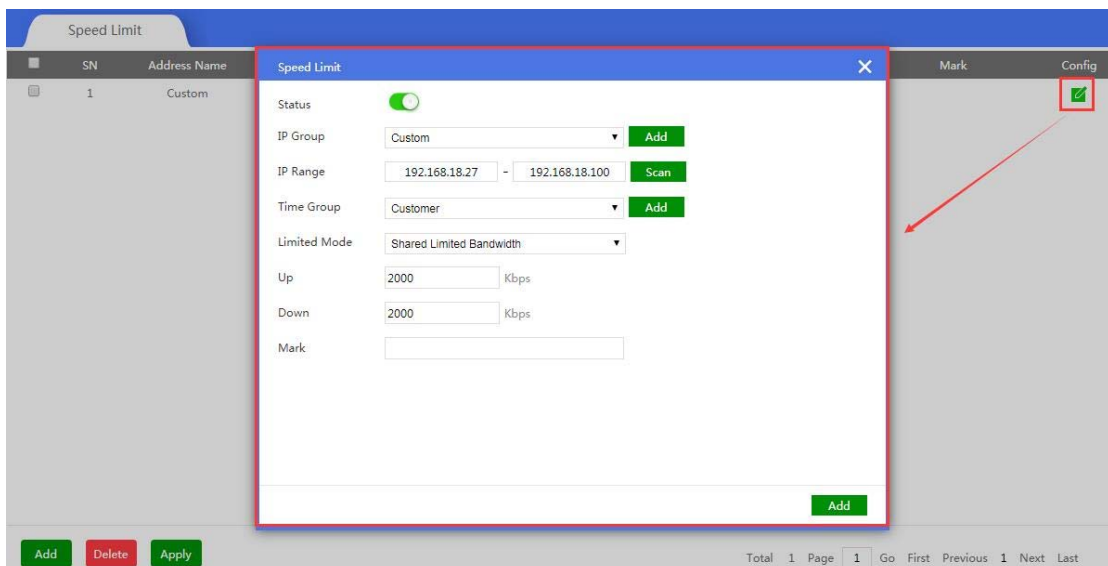 Speed Limit
SN Address Name Speed Limit Mark Config
1 Custom
Status
IP Group Custom Add
IP Range 192.168.18.27 - 192.168.18.100 Scan
Time Group Customer Add
Limited Mode Shared Limited Bandwidth
Up 2000 Kbps
Down 2000 Kbps
Mark
Add
Add Delete Apply Total 1 Page 1 Go First Previous 1 Next Last